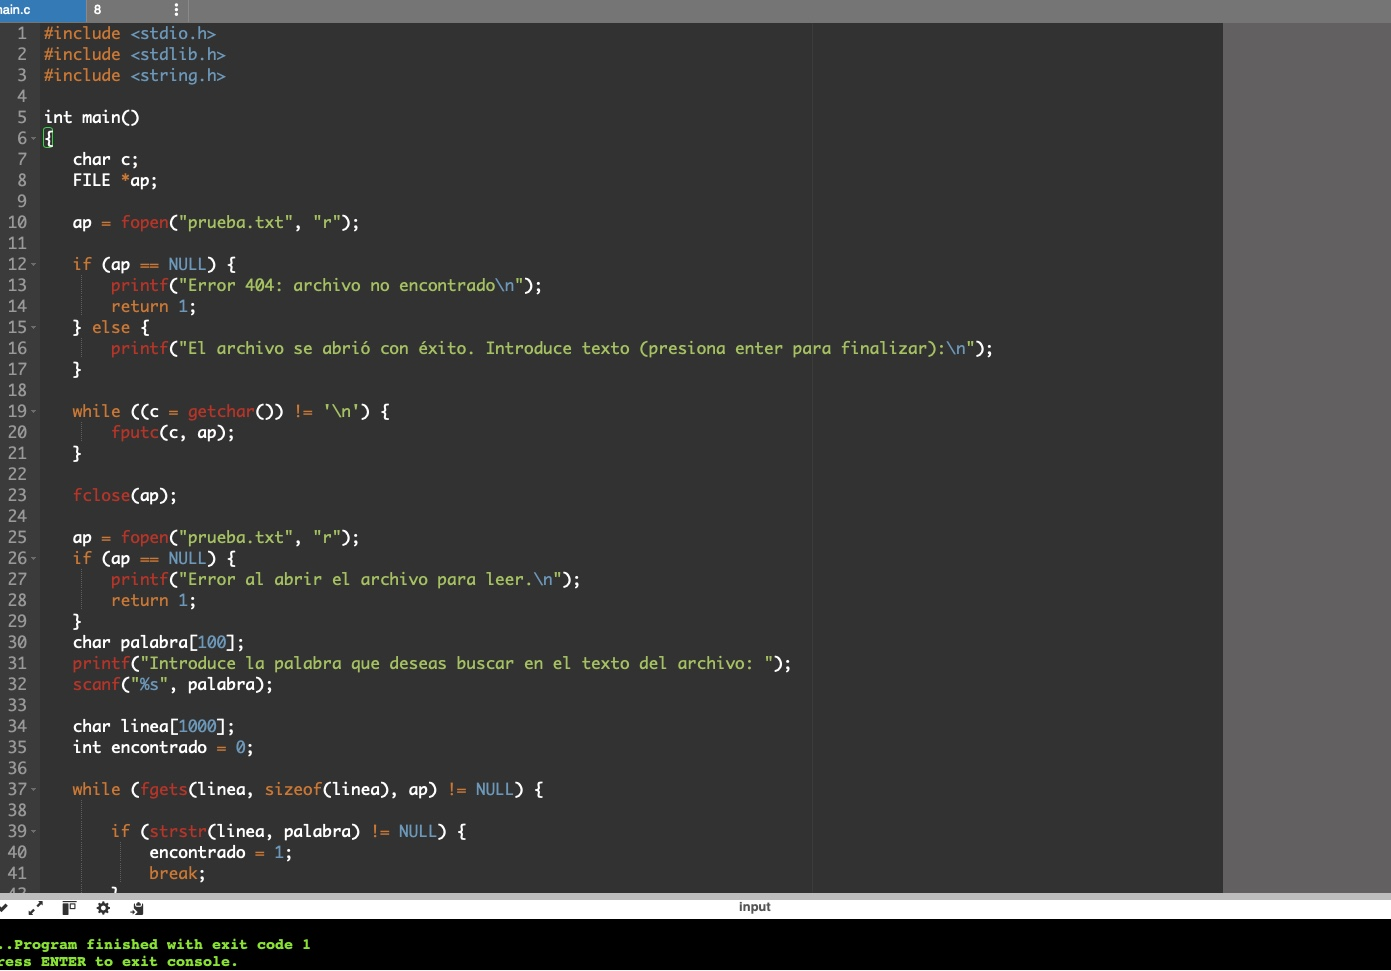 ain.c
8
1 #include <stdio.h>
2 #include <stdlib.h>
3 #include <string.h>
4
5 int main()
6 {
7 char c;
8 FILE *ap;
9
10 ap = fopen("prueba.txt", "r");
11
12 if (ap == NULL) {
13 printf("Error 404: archivo no encontrado\n");
14 return 1;
15 } else {
16 printf("El archivo se abrió con éxito. Introduce texto (presiona enter para finalizar):\n");
17 }
18
19 while ((c = getchar()) != '\n') {
20 fputc(c, ap);
21 }
22
23 fclose(ap);
24
25 ap = fopen("prueba.txt", "r");
26 if (ap == NULL) {
27 printf("Error al abrir el archivo para leer.\n");
28 return 1;
29 }
30 char palabra[100];
31 printf("Introduce la palabra que deseas buscar en el texto del archivo: ");
32 scanf("%s", palabra);
33
34 char linea[1000];
35 int encontrado = 0;
36
37 while (fgets(linea, sizeof(linea), ap) != NULL) {
38
39 if (strstr(linea, palabra) != NULL) {
40 encontrado = 1;
41 break;
42 }
input
..Program finished with exit code 1
ress ENTER to exit console.